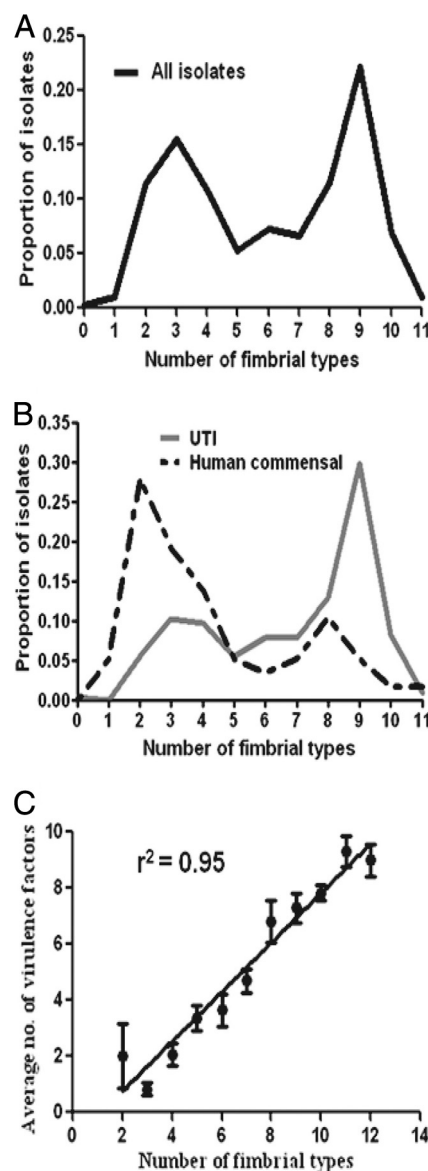 A
0.25
0.20
0.15
0.10
0.05
0.00
Proportion of isolates
All isolates
0 1 2 3 4 5 6 7 8 9 10 11
Number of fimbrial types
B
0.35
0.30
0.25
0.20
0.15
0.10
0.05
0.00
Proportion of isolates
UTI
Human commensal
0 1 2 3 4 5 6 7 8 9 10 11
Number of fimbrial types
C
10
8
6
4
2
0
Average no. of virulence factors
r² = 0.95
0 2 4 6 8 10 12 14
Number of fimbrial types